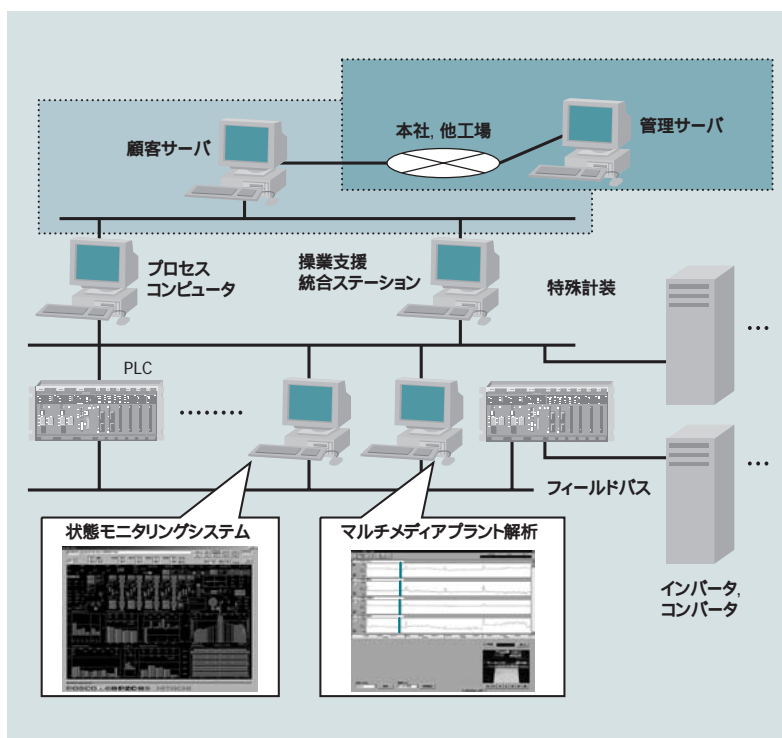 本社, 他工場
管理サーバ
顧客サーバ
プロセス
コンピュータ
操業支援
統合ステーション
特殊計装
PLC
フィールドバス
状態モニタリングシステム
マルチメディアプラント解析
インバータ,
コンバータ